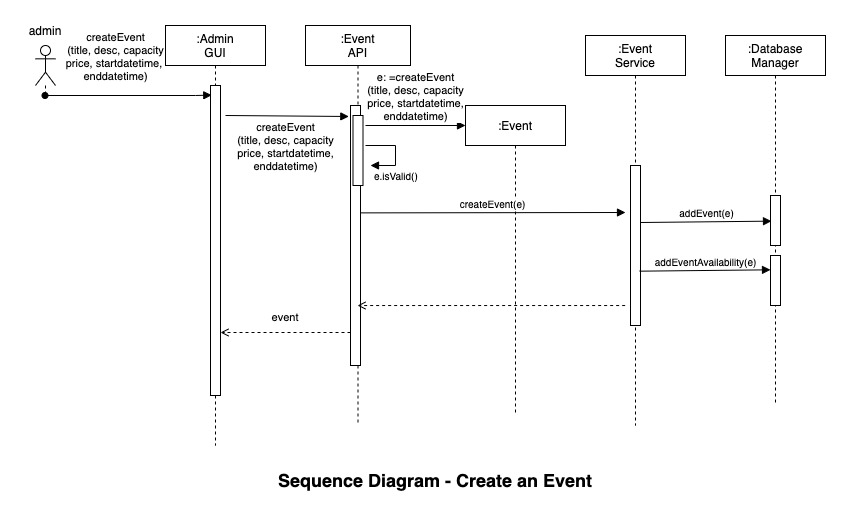 admin
createEvent
(title, desc, capacity
price, startdatetime,
enddatetime)
:Admin
GUI
:Event
API
:Event
Service
:Database
Manager
e: =createEvent
(title, desc, capacity
price, startdatetime,
enddatetime)
:Event
createEvent
(title, desc, capacity
price, startdatetime,
enddatetime)
e.isValid()
createEvent(e)
addEvent(e)
addEventAvailability(e)
event
Sequence Diagram - Create an Event